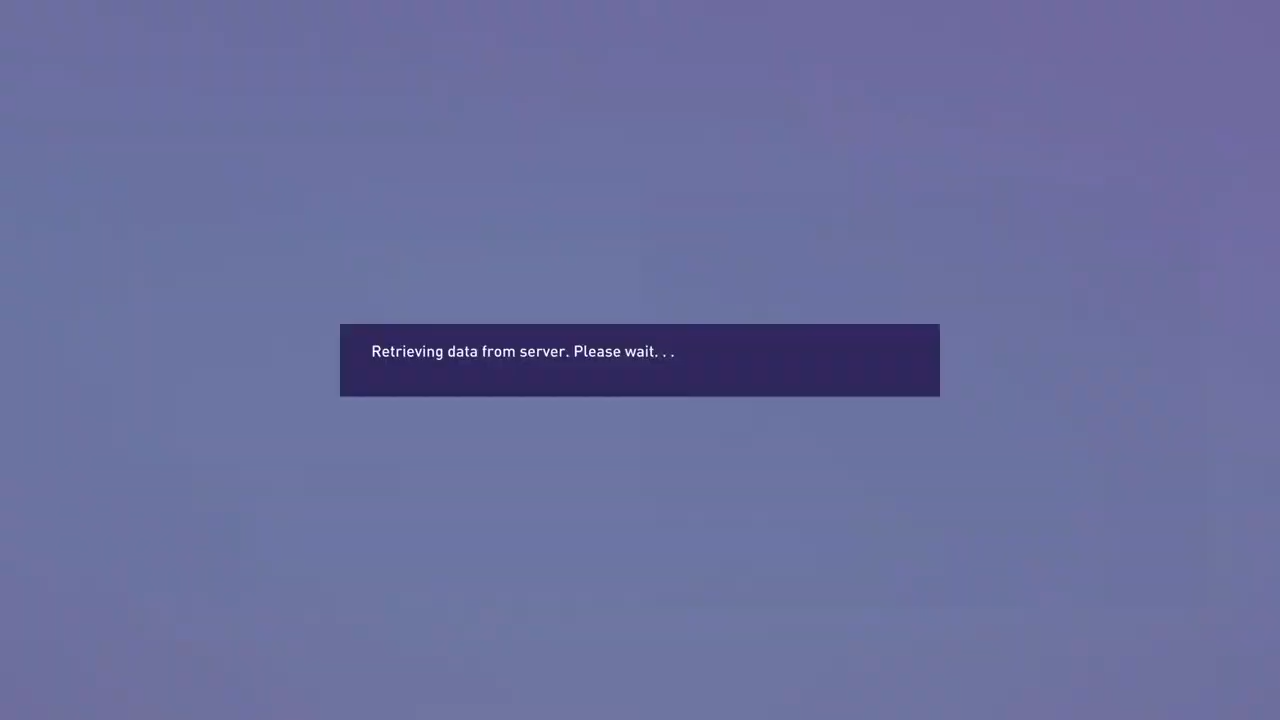 Retrieving data from server. Please wait. . .